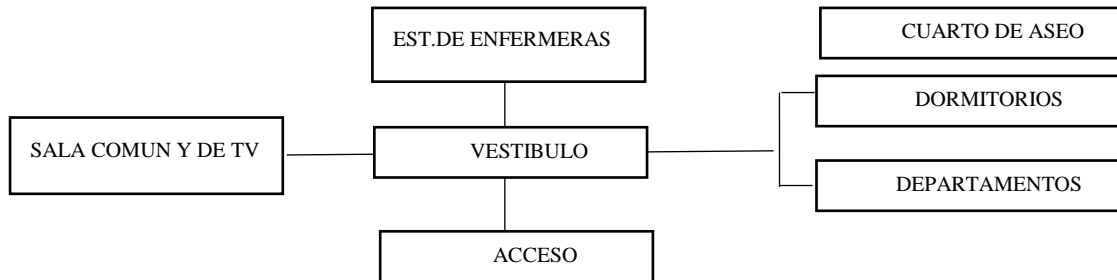 EST.DE ENFERMERAS
CUARTO DE ASEO
DORMITORIOS
SALA COMUN Y DE TV
VESTIBULO
DEPARTAMENTOS
ACCESO